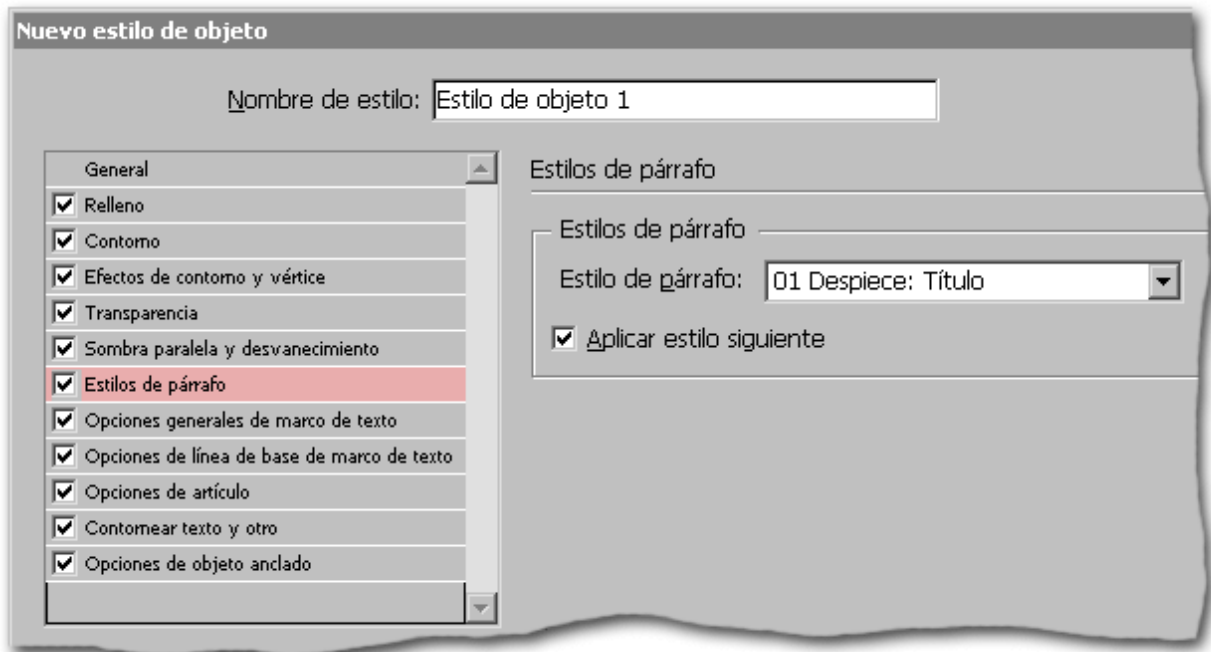 Nuevo estilo de objeto
Nombre de estilo: Estilo de objeto 1
General
Relleno
Contorno
Efectos de contorno y vértice
Transparencia
Sombra paralela y desvanecimiento
Estilos de párrafo
Opciones generales de marco de texto
Opciones de línea de base de marco de texto
Opciones de artículo
Contornear texto y otro
Opciones de objeto anclado
Estilos de párrafo
Estilos de párrafo
Estilo de párrafo: 01 Despiece: Título
Aplicar estilo siguiente